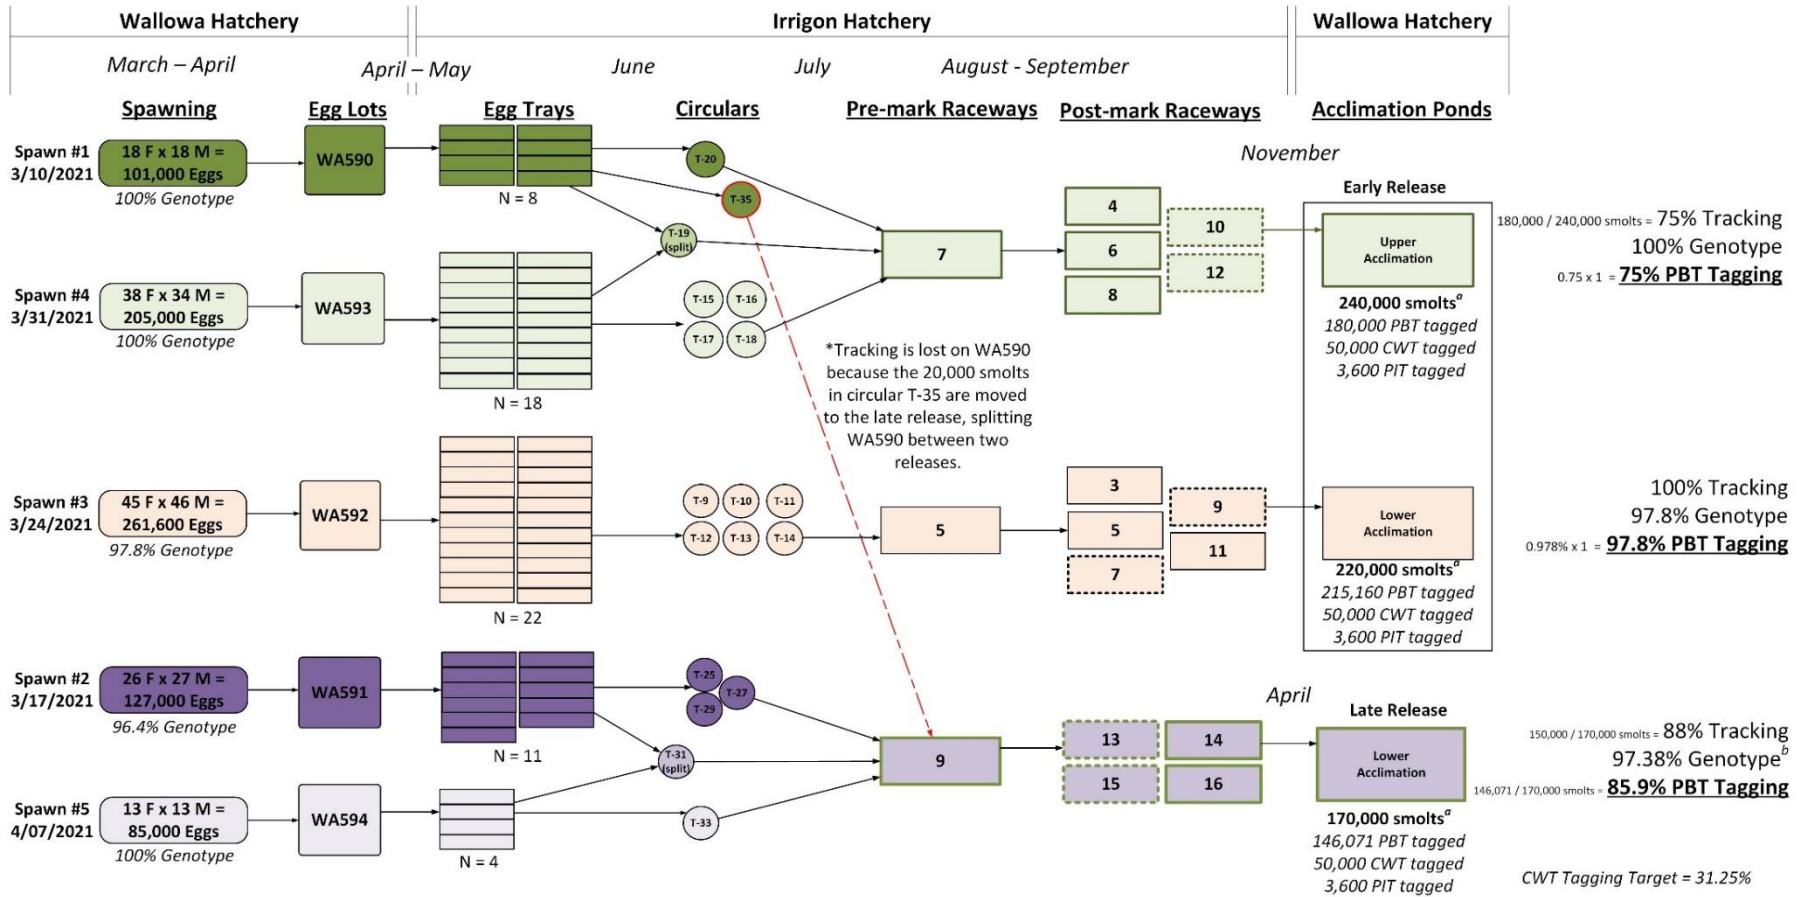 Wallowa Hatchery
Irrigon Hatchery
Wallowa Hatchery
March – April
April – May
June
July
August - September
Spawning
Egg Lots
Egg Trays
Circulars
Pre-mark Raceways
Post-mark Raceways
Acclimation Ponds
Spawn #1
3/10/2021
18 F x 18 M =
101,000 Eggs
100% Genotype
WA590
N = 8
T-20
T-35
T-19
(split)
Spawn #4
3/31/2021
38 F x 34 M =
205,000 Eggs
100% Genotype
WA593
N = 18
T-15
T-16
T-17
T-18
7
4
6
8
10
12
November
Early Release
Upper
Acclimation
240,000 smolts^a
180,000 PBT tagged
50,000 CWT tagged
3,600 PIT tagged
180,000 / 240,000 smolts = 75% Tracking
100% Genotype
0.75 x 1 = 75% PBT Tagging
*Tracking is lost on WA590
because the 20,000 smolts
in circular T-35 are moved
to the late release, splitting
WA590 between two
releases.
Spawn #3
3/24/2021
45 F x 46 M =
261,600 Eggs
97.8% Genotype
WA592
N = 22
T-9
T-10
T-11
T-12
T-13
T-14
5
3
5
7
9
11
Lower
Acclimation
220,000 smolts^a
215,160 PBT tagged
50,000 CWT tagged
3,600 PIT tagged
100% Tracking
97.8% Genotype
0.978% x 1 = 97.8% PBT Tagging
Spawn #2
3/17/2021
26 F x 27 M =
127,000 Eggs
96.4% Genotype
WA591
N = 11
T-25
T-27
T-29
T-31
(split)
Spawn #5
4/07/2021
13 F x 13 M =
85,000 Eggs
100% Genotype
WA594
N = 4
T-33
9
13
14
15
16
April
Late Release
Lower
Acclimation
170,000 smolts^a
146,071 PBT tagged
50,000 CWT tagged
3,600 PIT tagged
150,000 / 170,000 smolts = 88% Tracking
97.38% Genotype^b
146,071 / 170,000 smolts = 85.9% PBT Tagging
CWT Tagging Target = 31.25%